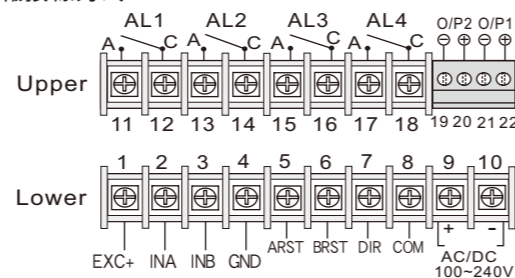 AL1 AL2 AL3 AL4 O/P2 O/P1
A C A C A C A C ⊖ ⊕ ⊖ ⊕
Upper
11 12 13 14 15 16 17 18 19 20 21 22
1 2 3 4 5 6 7 8 9 10
Lower
+ -
EXC+ INA INB GND ARST BRST DIR COM AC/DC
100~240V